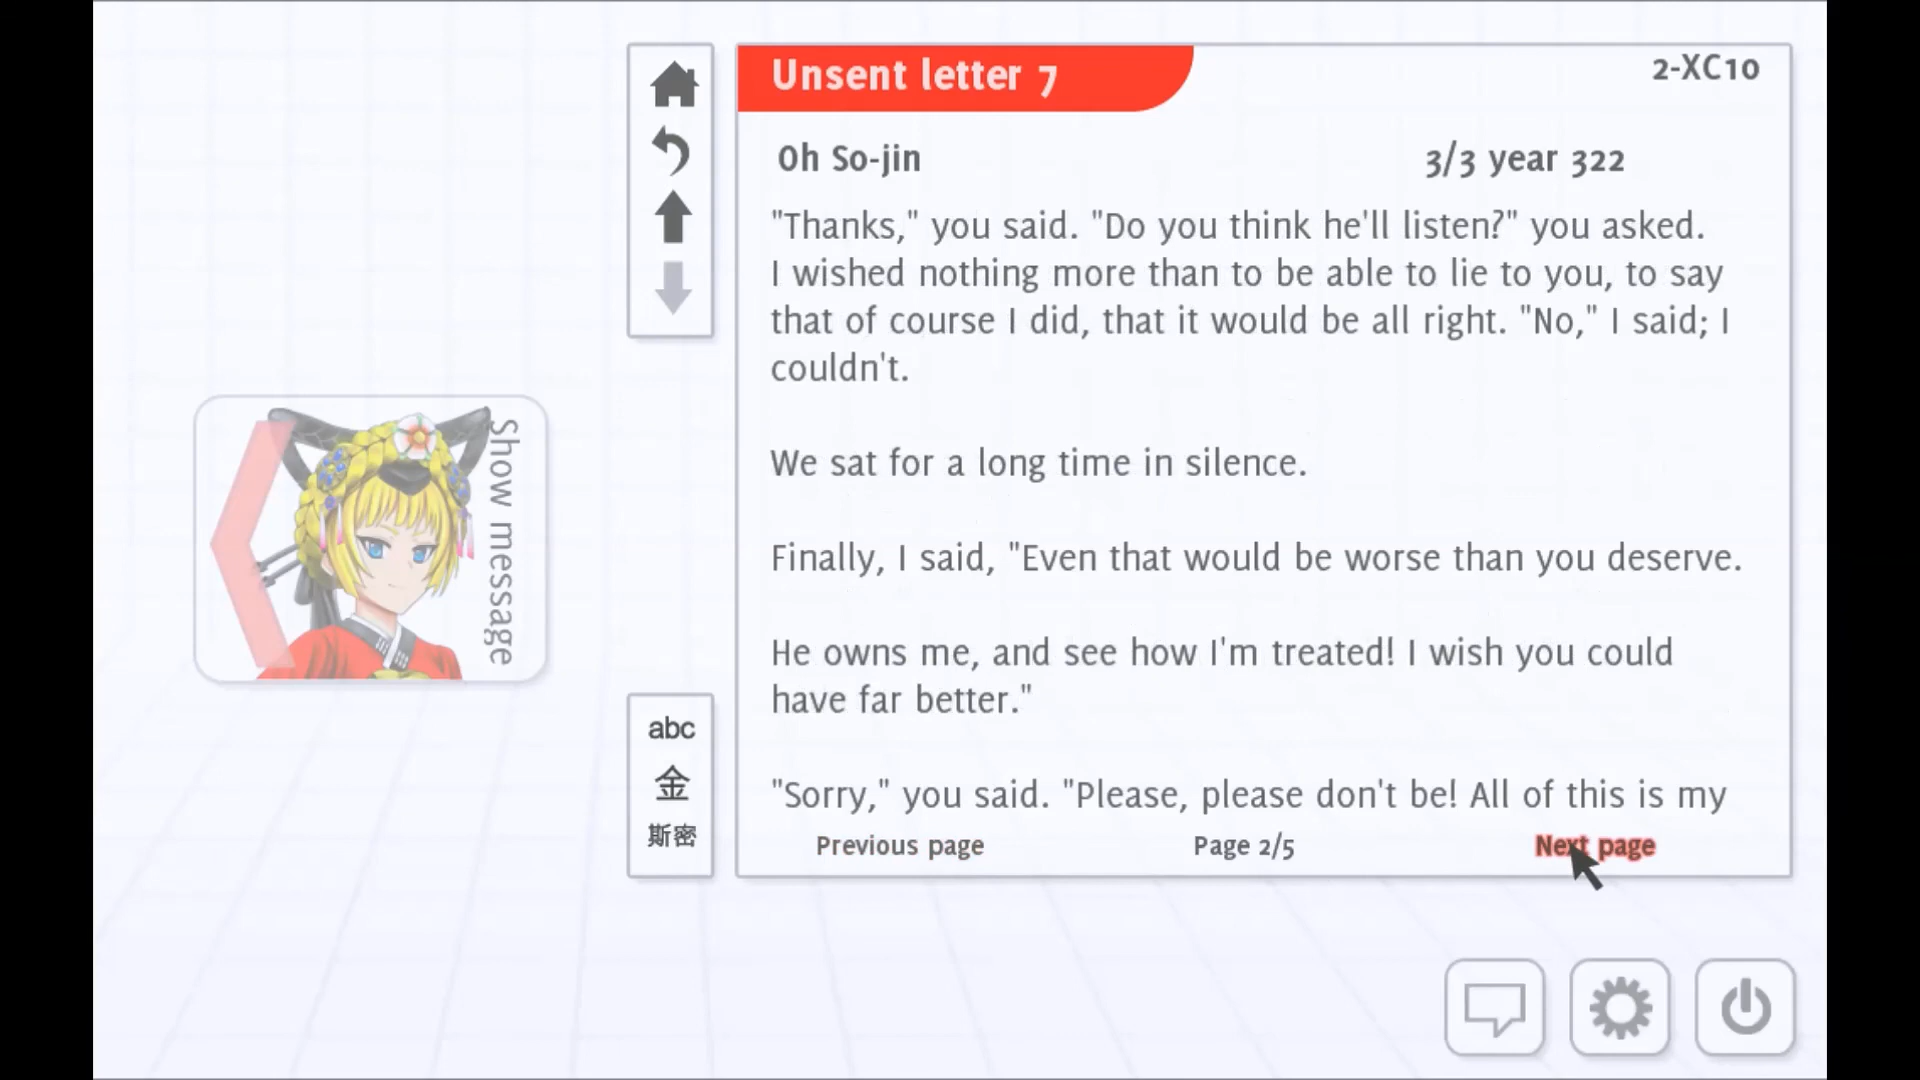 Unsent letter 7
2-XC10
Oh So-jin
3/3 year 322
"Thanks," you said. "Do you think he'll listen?" you asked.
I wished nothing more than to be able to lie to you, to say
that of course I did, that it would be all right. "No," I said; I
couldn't.
We sat for a long time in silence.
Finally, I said, "Even that would be worse than you deserve.
He owns me, and see how I'm treated! I wish you could
have far better."
"Sorry," you said. "Please, please don't be! All of this is my
Previous page
Page 2/5
Next page
Show message
abc
金
斯密